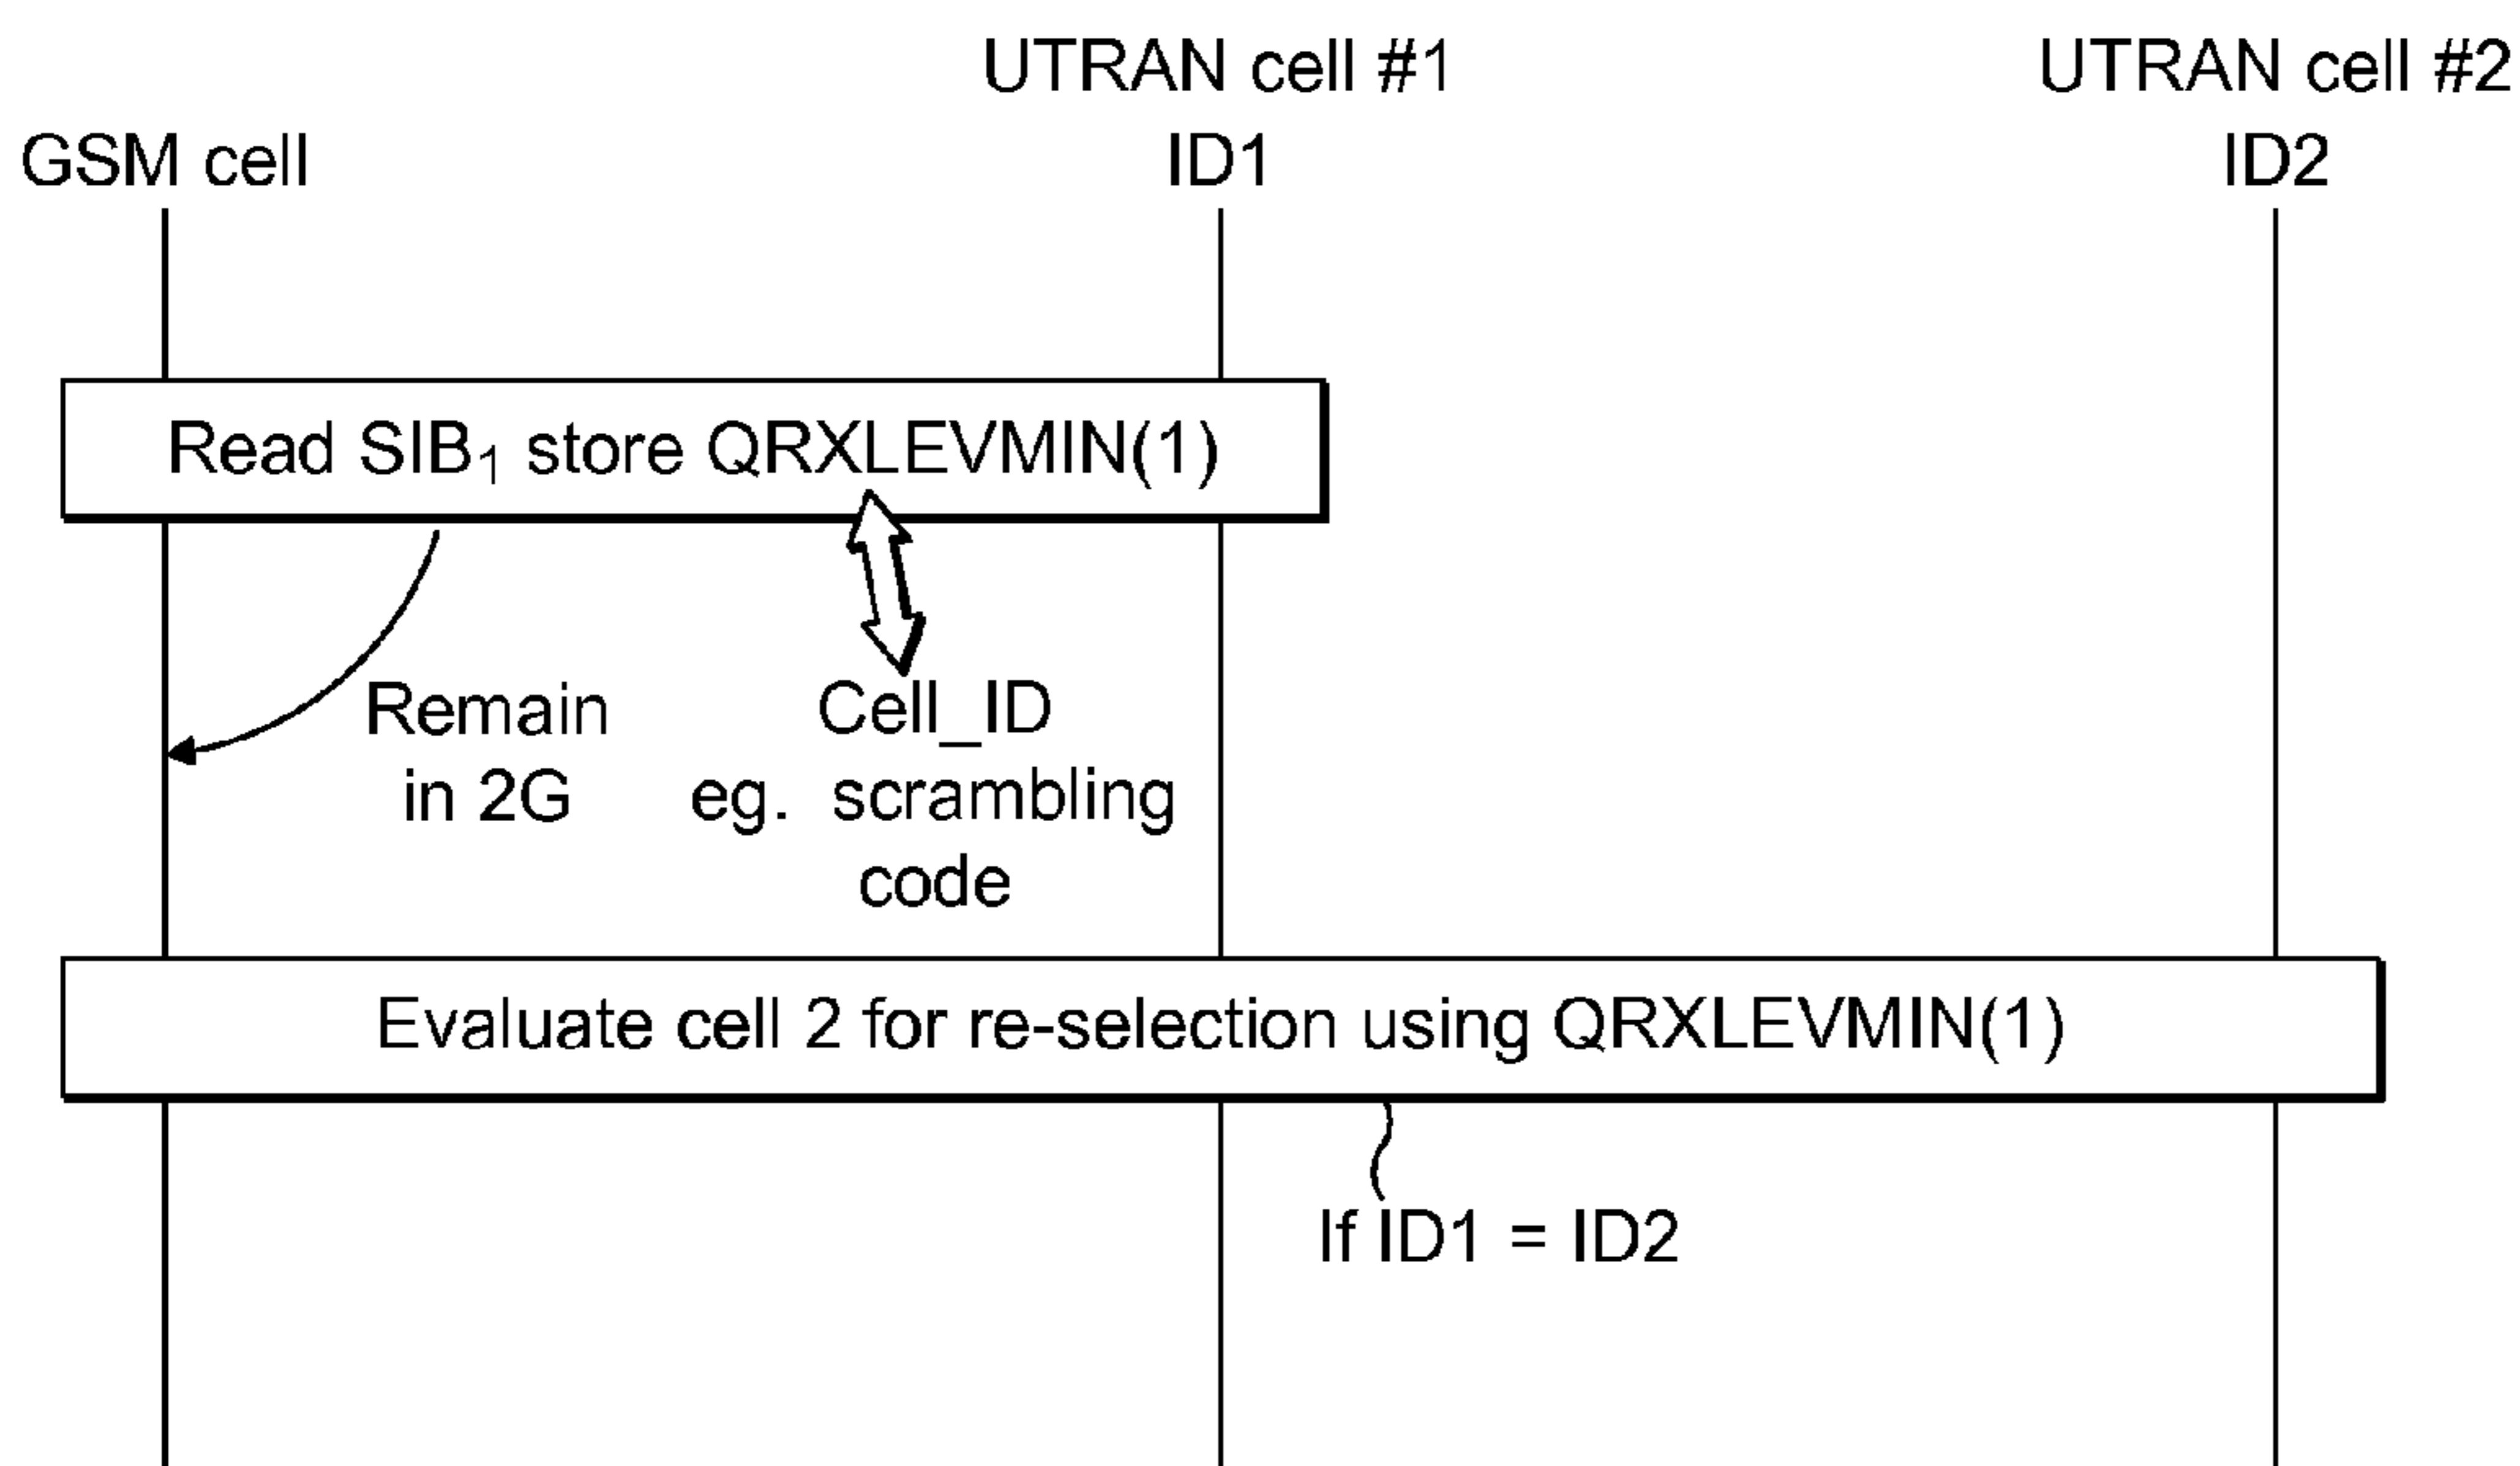 UTRAN cell #1
UTRAN cell #2
GSM cell
ID1
ID2
Read SIB₁ store QRXLEVMIN(1)
Remain
in 2G
Cell_ID
eg. scrambling
code
Evaluate cell 2 for re-selection using QRXLEVMIN(1)
If ID1 = ID2